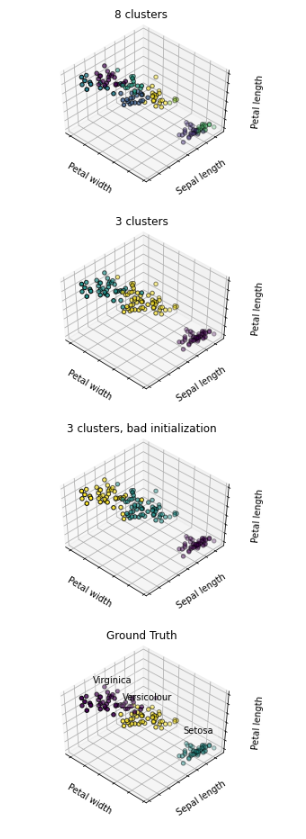 8 clusters
Petal length
Petal width
Sepal length
3 clusters
Petal length
Petal width
Sepal length
3 clusters, bad initialization
Petal length
Petal width
Sepal length
Ground Truth
Virginica
Versicolour
Setosa
Petal length
Petal width
Sepal length